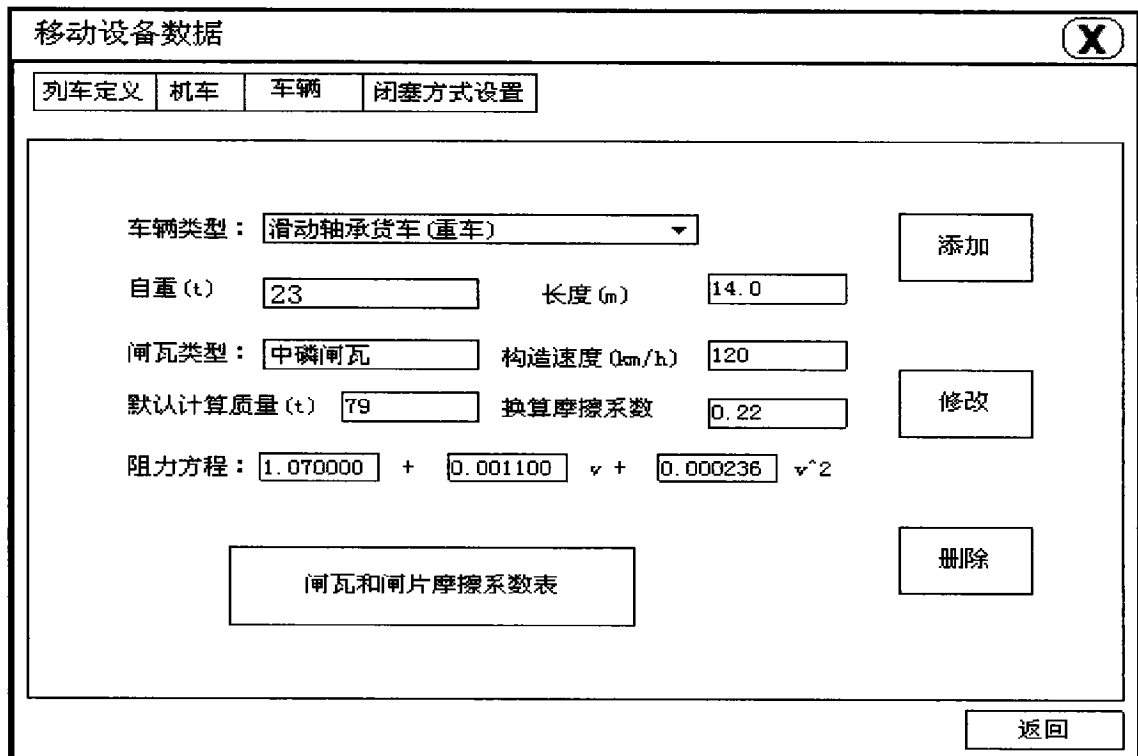 移动设备数据 X
列车定义 机车 车辆 闭塞方式设置
车辆类型： 滑动轴承货车(重车) 添加
自重(t) 23 长度(m) 14.0
闸瓦类型： 中磷闸瓦 构造速度(km/h) 120
默认计算质量(t) 79 换算摩擦系数 0.22 修改
阻力方程： 1.070000 + 0.001100 v + 0.000236 v^2
闸瓦和闸片摩擦系数表 删除
返回